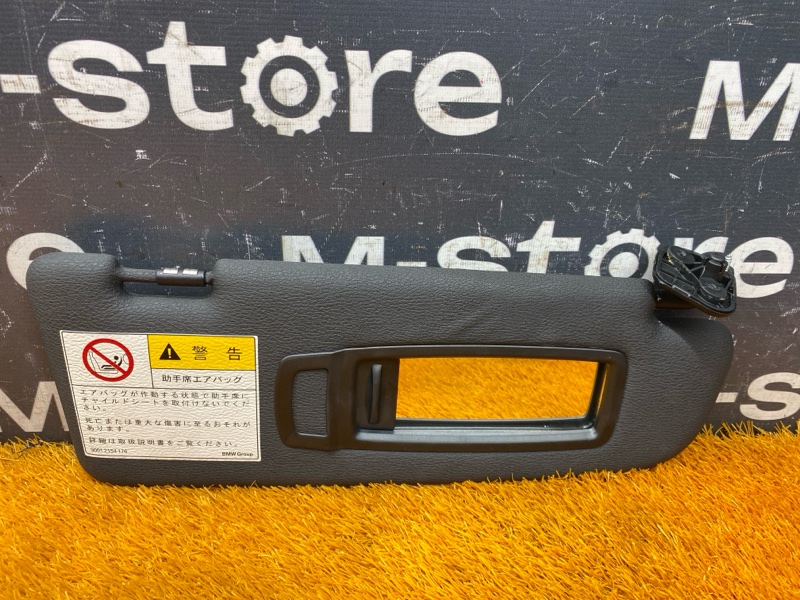 M-store
M
M-store
M
M-store
警告
助手席エアバッグ
エアバッグが作動する状態で助手席に
チャイルドシートを取付けないでくだ
さい。
死亡または重大な傷害に至るおそれが
あります。
詳細は取扱説明書をご覧ください。
BMW Group